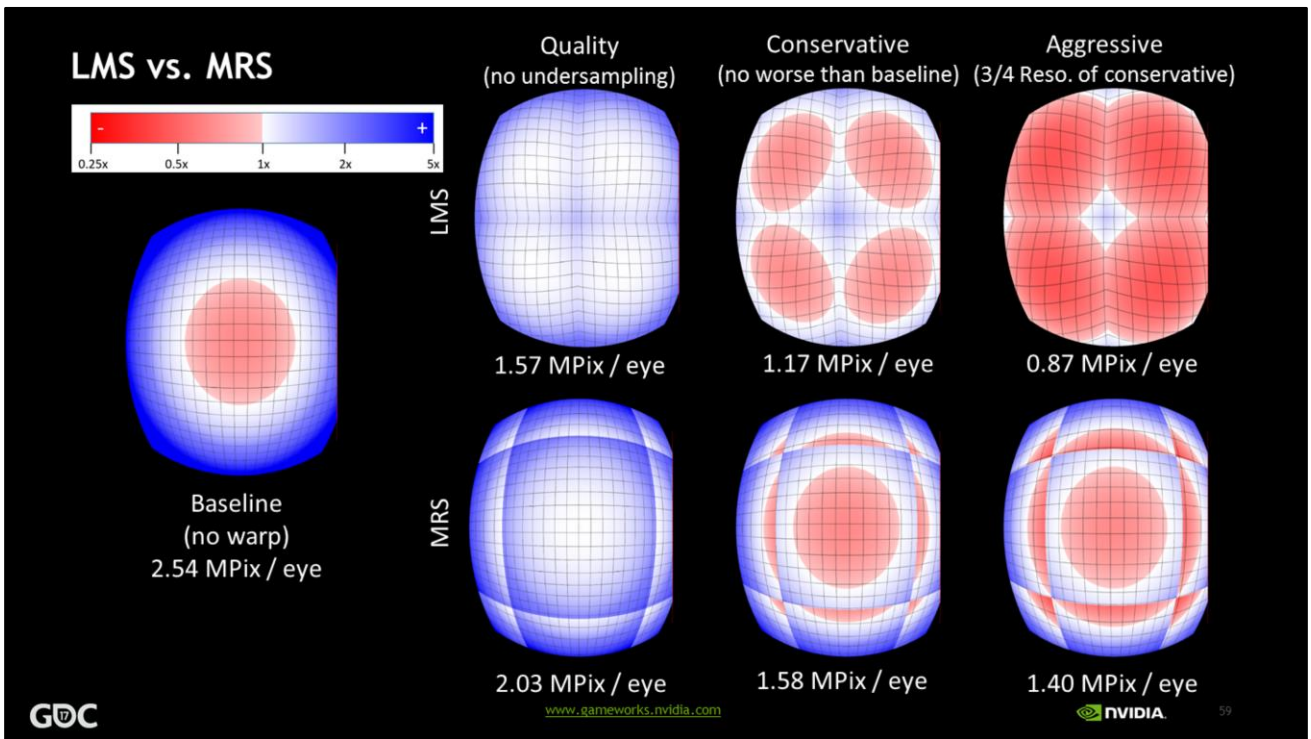 LMS vs. MRS
-
+
0.25x
0.5x
1x
2x
5x
Baseline
(no warp)
2.54 MPix / eye
Quality
(no undersampling)
Conservative
(no worse than baseline)
Aggressive
(3/4 Reso. of conservative)
LMS
1.57 MPix / eye
1.17 MPix / eye
0.87 MPix / eye
MRS
2.03 MPix / eye
1.58 MPix / eye
1.40 MPix / eye
GDC 17
www.gameworks.nvidia.com
NVIDIA.
59